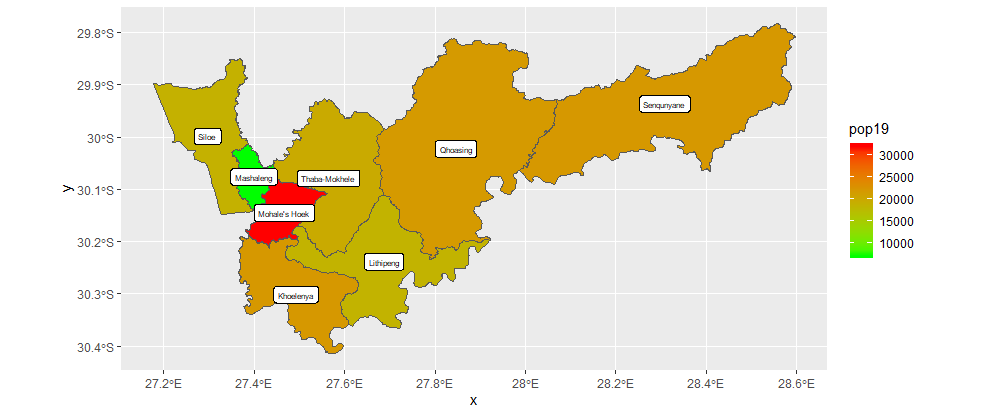 29.8°S
29.9°S
30°S
30.1°S
30.2°S
30.3°S
30.4°S
y
Senqunyane
Siloe
Qhoasing
Mashaleng
Thaba-Mokhele
Mohale's Hoek
Lithipeng
Khoelenya
27.2°E
27.4°E
27.6°E
27.8°E
28°E
28.2°E
28.4°E
28.6°E
x
pop19
30000
25000
20000
15000
10000